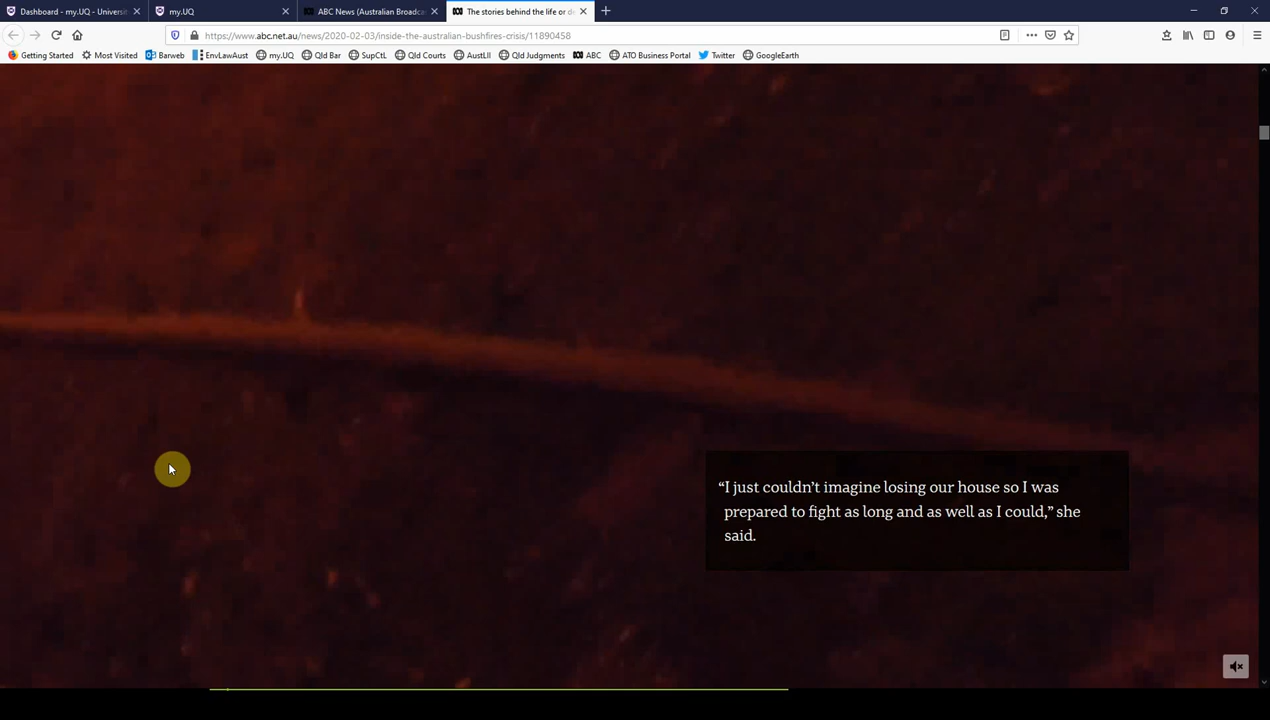 Dashboard - my.UQ - Universi
my.UQ
ABC News (Australian Broadcas
The stories behind the life or d
https://www.abc.net.au/news/2020-02-03/inside-the-australian-bushfires-crisis/11890458
Getting Started
Most Visited
Barweb
EnvLawAust
my.UQ
Qld Bar
SupCtL
Qld Courts
AustLII
Qld Judgments
ABC
ATO Business Portal
Twitter
GoogleEarth
“I just couldn’t imagine losing our house so I was
prepared to fight as long and as well as I could,” she
said.